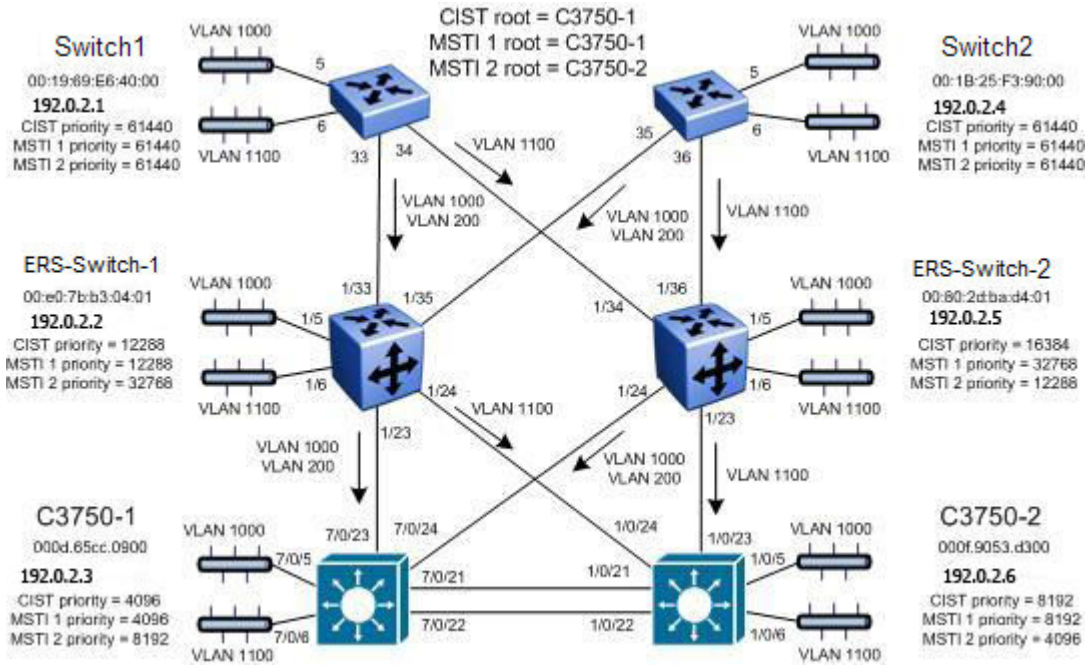 CIST root = C3750-1
MSTI 1 root = C3750-1
MSTI 2 root = C3750-2
Switch1
00:19:69:E6:40:00
192.0.2.1
CIST priority = 61440
MSTI 1 priority = 61440
MSTI 2 priority = 61440
VLAN 1000
5
6
VLAN 1100
33
34
Switch2
00:1B:25:F3:90:00
192.0.2.4
CIST priority = 61440
MSTI 1 priority = 61440
MSTI 2 priority = 61440
VLAN 1000
5
6
VLAN 1100
35
36
VLAN 1100
VLAN 1000
VLAN 200
VLAN 1000
VLAN 200
VLAN 1100
ERS-Switch-1
00:e0:7b:b3:04:01
192.0.2.2
CIST priority = 12288
MSTI 1 priority = 12288
MSTI 2 priority = 32768
VLAN 1000
1/5
1/6
VLAN 1100
1/33
1/35
1/24
1/23
ERS-Switch-2
00:80:2d:ba:d4:01
192.0.2.5
CIST priority = 16384
MSTI 1 priority = 32768
MSTI 2 priority = 12288
VLAN 1000
1/5
1/6
VLAN 1100
1/34
1/36
1/24
1/23
VLAN 1100
VLAN 1000
VLAN 200
VLAN 1000
VLAN 200
VLAN 1100
C3750-1
000d.65cc.0900
192.0.2.3
CIST priority = 4096
MSTI 1 priority = 4096
MSTI 2 priority = 8192
VLAN 1000
7/0/5
7/0/6
VLAN 1100
7/0/23
7/0/24
7/0/21
7/0/22
C3750-2
000f.9053.d300
192.0.2.6
CIST priority = 8192
MSTI 1 priority = 8192
MSTI 2 priority = 4096
VLAN 1000
1/0/5
1/0/6
VLAN 1100
1/0/24
1/0/23
1/0/21
1/0/22